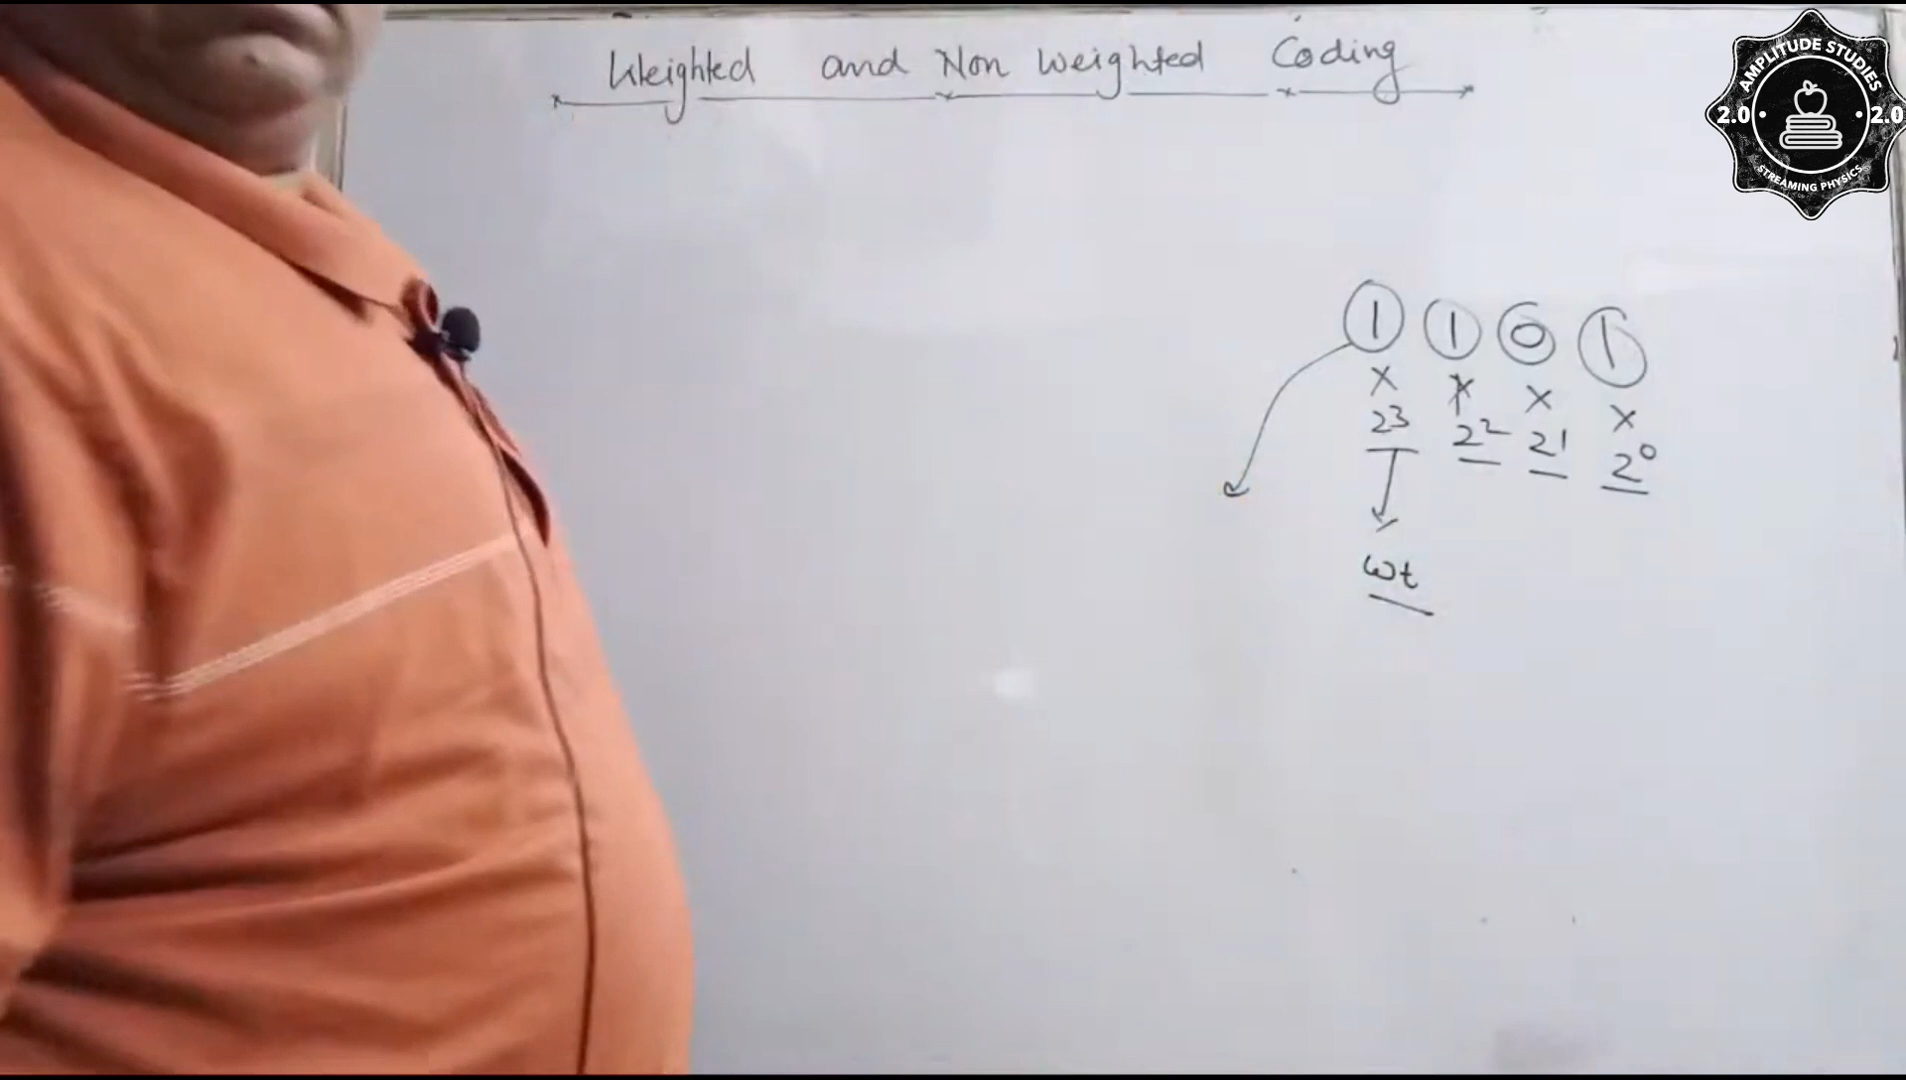 Weighted and Non Weighted Coding
1 1 0 1
x x x x
2³ 2² 2¹ 2⁰
wt
AMPLITUDE STUDIES
2.0 • • 2.0
STREAMING PHYSICS